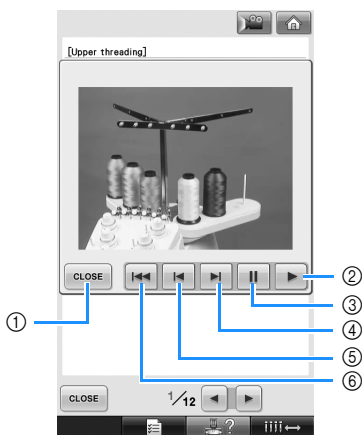 [Upper threading]
CLOSE
①
②
③
④
⑤
⑥
CLOSE
1/12
?